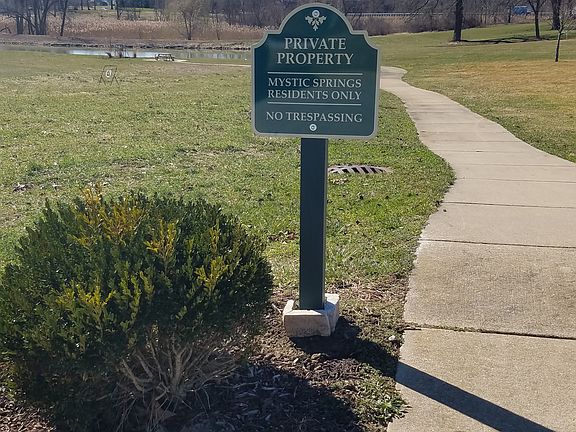 PRIVATE
PROPERTY
MYSTIC SPRINGS
RESIDENTS ONLY
NO TRESPASSING